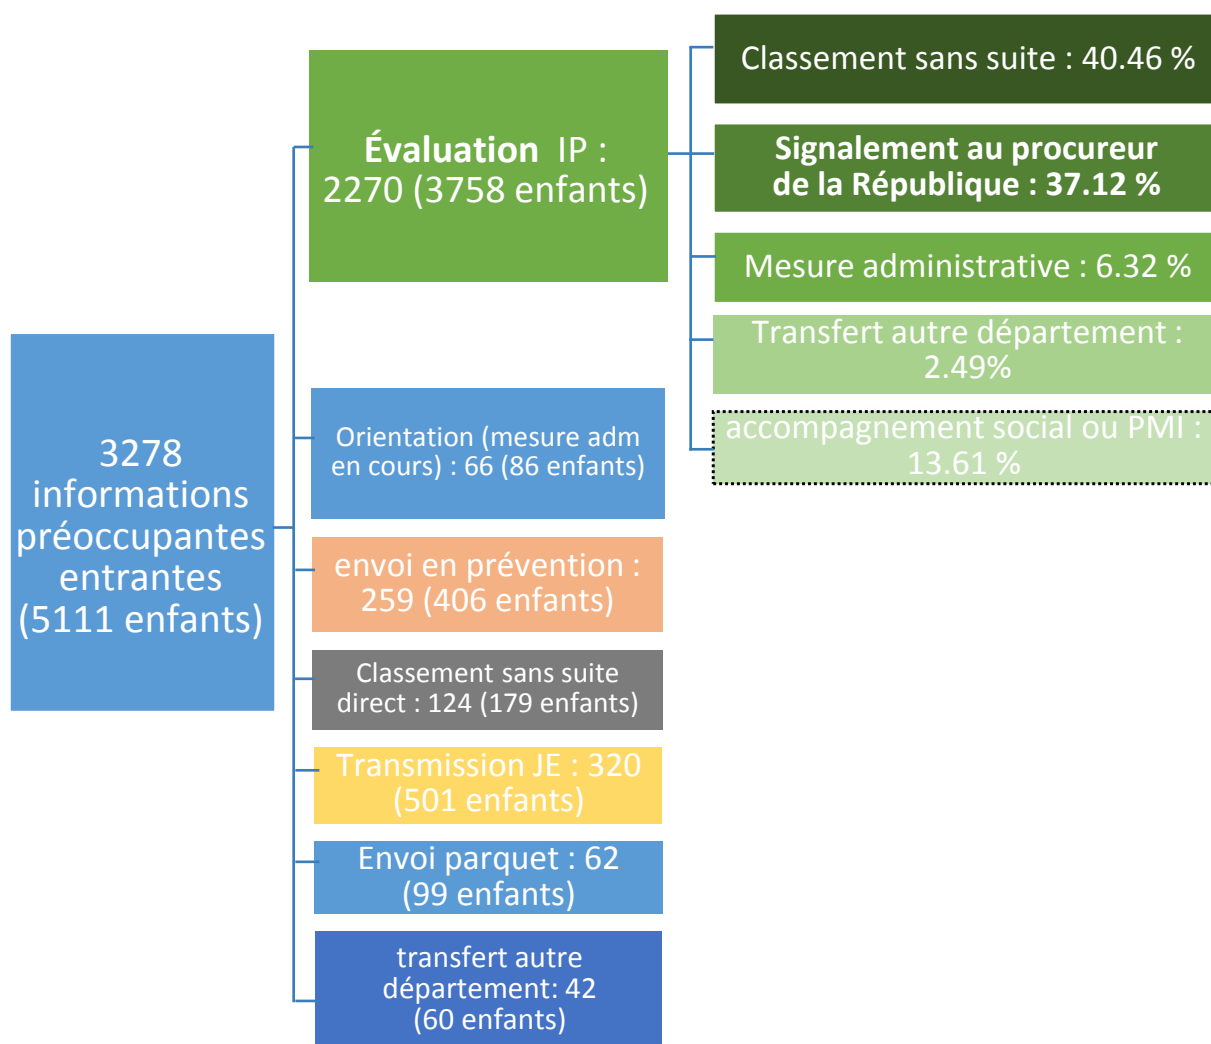 3278
informations
préoccupantes
entrantes
(5111 enfants)
Évaluation IP :
2270 (3758 enfants)
Classement sans suite : 40.46 %
Signalement au procureur
de la République : 37.12 %
Mesure administrative : 6.32 %
Transfert autre département :
2.49%
accompagnement social ou PMI :
13.61 %
Orientation (mesure adm
en cours) : 66 (86 enfants)
envoi en prévention :
259 (406 enfants)
Classement sans suite
direct : 124 (179 enfants)
Transmission JE : 320
(501 enfants)
Envoi parquet : 62
(99 enfants)
transfert autre
département: 42
(60 enfants)